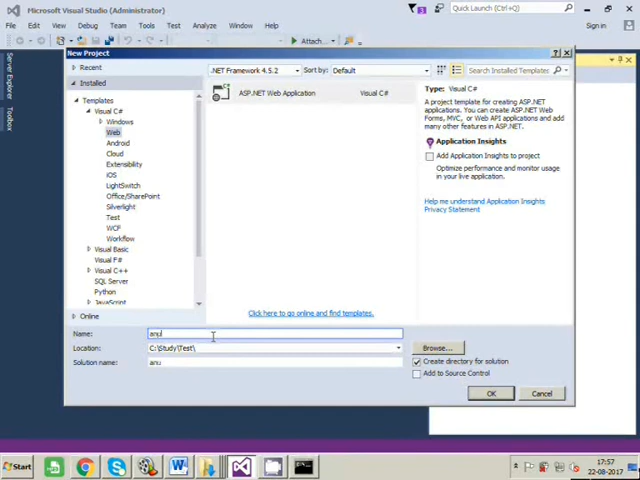 Microsoft Visual Studio (Administrator)
Quick Launch (Ctrl+Q)
File Edit View Debug Team Tools Test Analyze Window Help
Sign in
Attach...
Server Explorer
Toolbox
New Project
Recent
.NET Framework 4.5.2
Sort by: Default
Search Installed Templates
Installed
Templates
Visual C#
Windows
Web
Android
Cloud
Extensibility
iOS
LightSwitch
Office/SharePoint
Silverlight
Test
WCF
Workflow
Visual Basic
Visual F#
Visual C++
SQL Server
Python
JavaScript
Online
ASP.NET Web Application Visual C#
Type: Visual C#
A project template for creating ASP.NET
applications. You can create ASP.NET Web
Forms, MVC, or Web API applications and add
many other features in ASP.NET.
Application Insights
Add Application Insights to project
Optimize performance and monitor usage
in your live application.
Help me understand Application Insights
Privacy Statement
Click here to go online and find templates.
Name: anu
Location: C:\Study\Test\
Solution name: anu
Browse...
Create directory for solution
Add to Source Control
OK Cancel
Start
17:57
22-08-2017